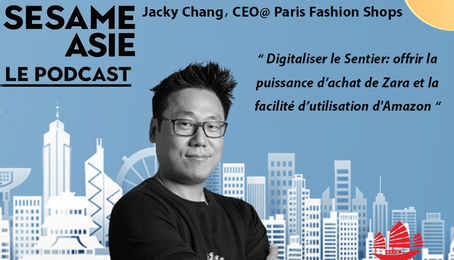 SESAME
ASIE
LE PODCAST
Jacky Chang, CEO@ Paris Fashion Shops
“ Digitaliser le Sentier: offrir la
puissance d’achat de Zara et la
facilité d’utilisation d'Amazon “